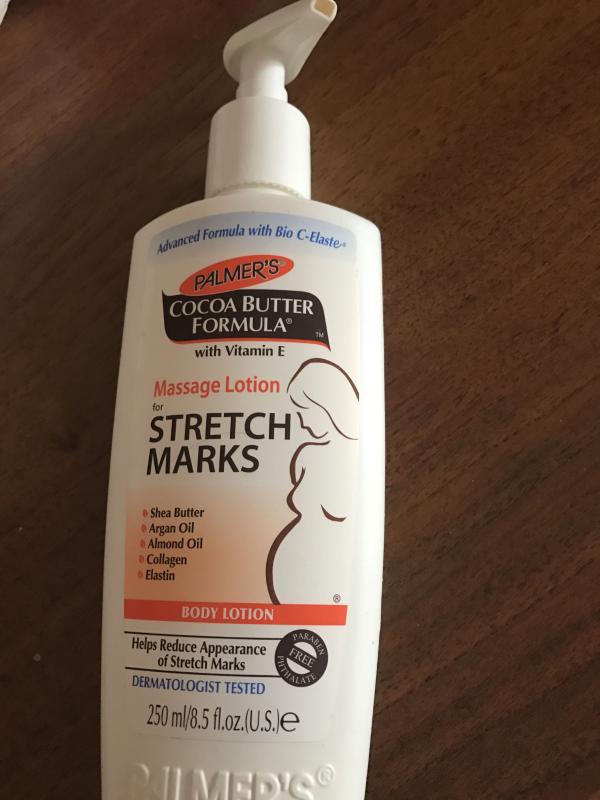 Advanced Formula with Bio C-Elaste®
PALMER'S®
COCOA BUTTER
FORMULA®
TM
with Vitamin E
Massage Lotion
for
STRETCH
MARKS
Shea Butter
Argan Oil
Almond Oil
Collagen
Elastin
®
BODY LOTION
Helps Reduce Appearance
of Stretch Marks
PARABEN
FREE
PHTHALATE
DERMATOLOGIST TESTED
250 ml/8.5 fl.oz.(U.S.)e
PALMER'S®